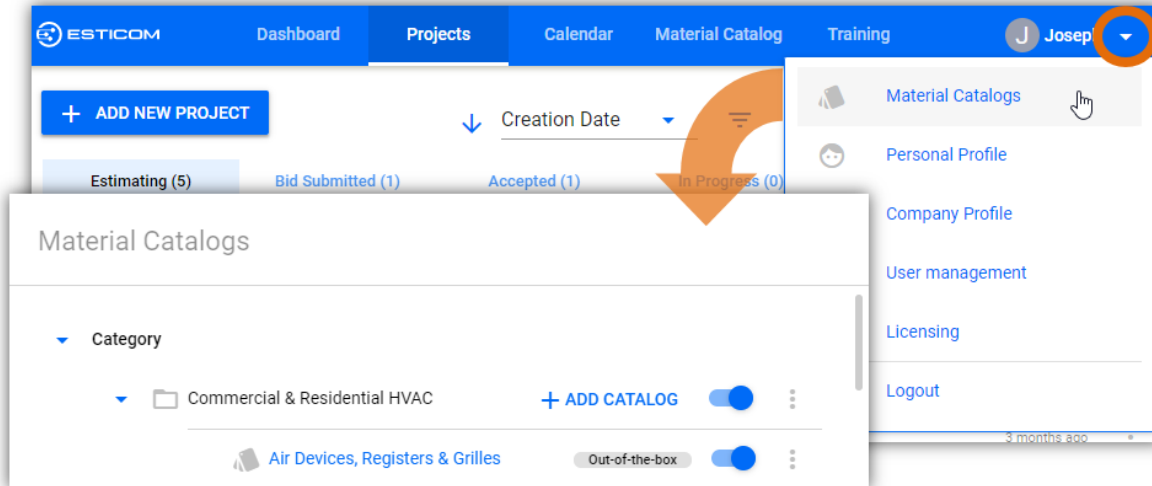 ESTICOM Dashboard Projects Calendar Material Catalog Training J Joseph
+ ADD NEW PROJECT
Creation Date
Estimating (5) Bid Submitted (1) Accepted (1) In Progress (0)
Material Catalogs
Personal Profile
Company Profile
User management
Licensing
Logout
3 months ago
Material Catalogs
Category
Commercial & Residential HVAC + ADD CATALOG
Air Devices, Registers & Grilles Out-of-the-box